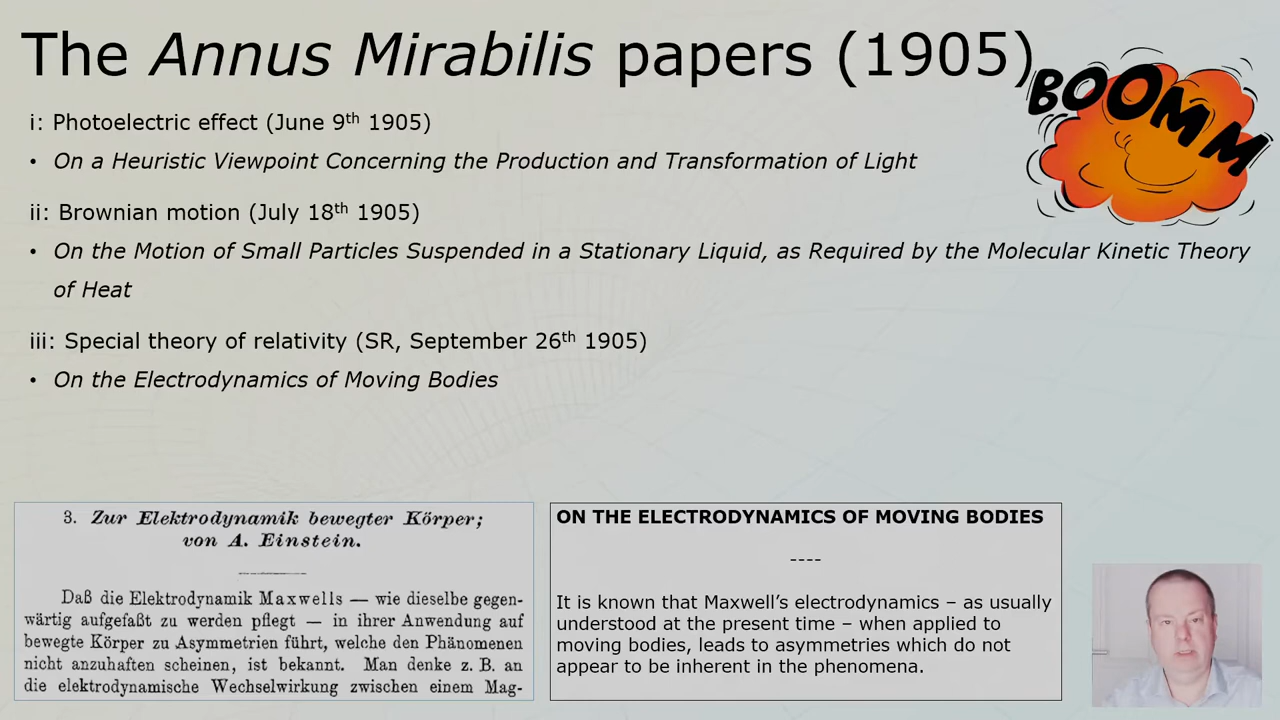 The Annus Mirabilis papers (1905)
BOOMM
i: Photoelectric effect (June 9th 1905)
• On a Heuristic Viewpoint Concerning the Production and Transformation of Light
ii: Brownian motion (July 18th 1905)
• On the Motion of Small Particles Suspended in a Stationary Liquid, as Required by the Molecular Kinetic Theory
of Heat
iii: Special theory of relativity (SR, September 26th 1905)
• On the Electrodynamics of Moving Bodies
3. Zur Elektrodynamik bewegter Körper;
von A. Einstein.
Daß die Elektrodynamik Maxwells — wie dieselbe gegen-
wärtig aufgefaßt zu werden pflegt — in ihrer Anwendung auf
bewegte Körper zu Asymmetrien führt, welche den Phänomenen
nicht anzuhaften scheinen, ist bekannt. Man denke z. B. an
die elektrodynamische Wechselwirkung zwischen einem Mag-
ON THE ELECTRODYNAMICS OF MOVING BODIES
----
It is known that Maxwell’s electrodynamics – as usually
understood at the present time – when applied to
moving bodies, leads to asymmetries which do not
appear to be inherent in the phenomena.